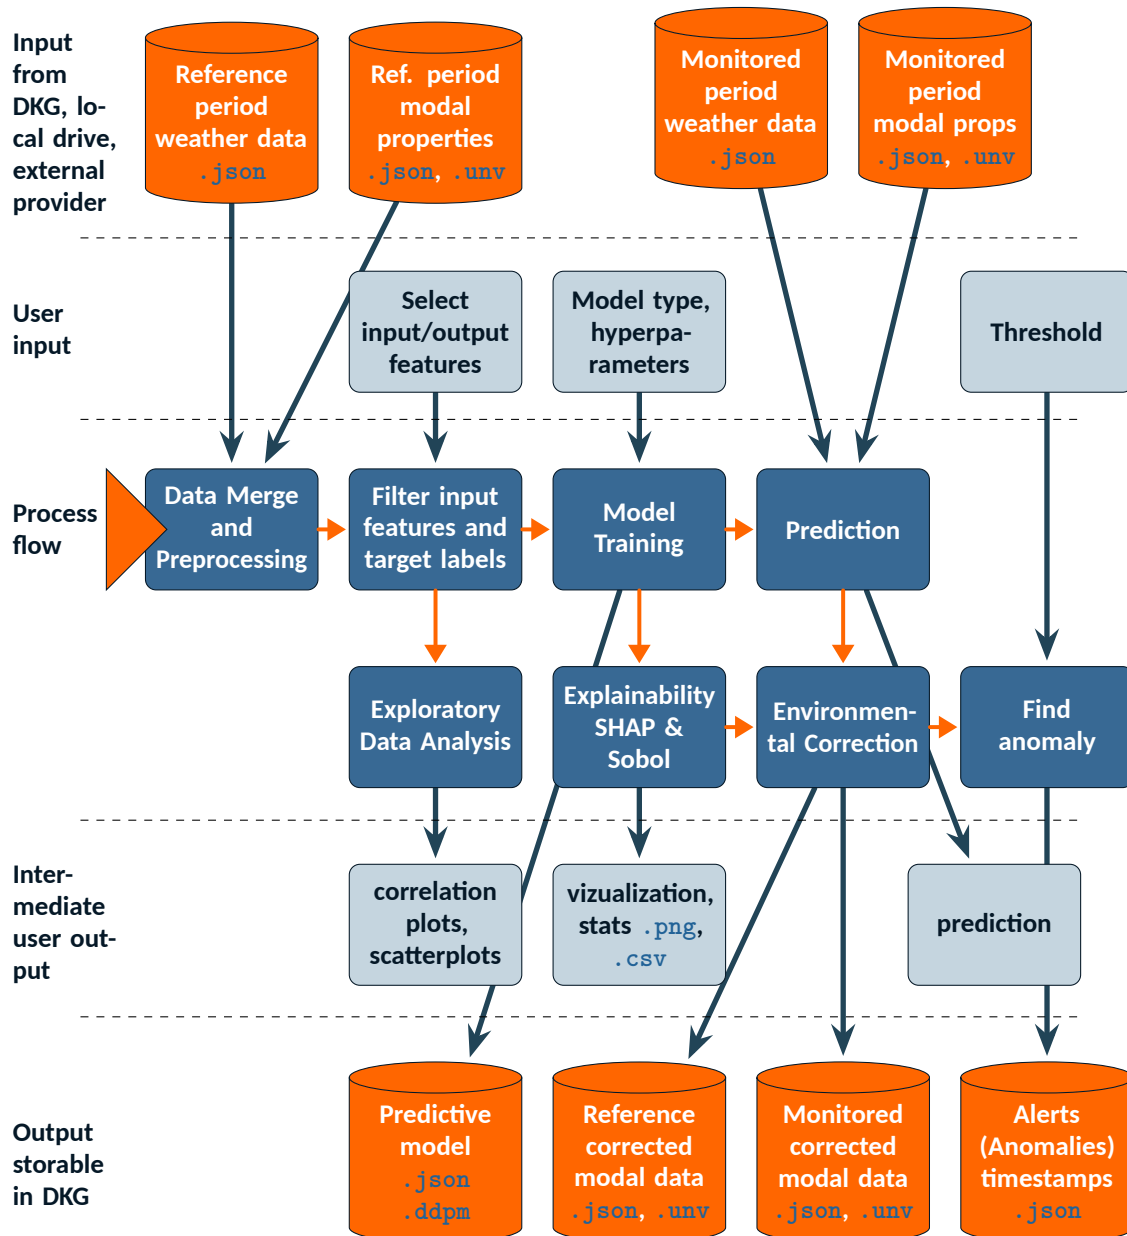 Input
from
DKG, lo-
cal drive,
external
provider
Reference
period
weather data
.json
Ref. period
modal
properties
.json, .unv
Monitored
period
weather data
.json
Monitored
period
modal props
.json, .unv
User
input
Select
input/output
features
Model type,
hyperpa-
rameters
Threshold
Process
flow
Data Merge
and
Preprocessing
Filter input
features and
target labels
Model
Training
Prediction
Exploratory
Data Analysis
Explainability
SHAP &
Sobol
Environmen-
tal Correction
Find
anomaly
Inter-
mediate
user out-
put
correlation
plots,
scatterplots
vizualization,
stats .png,
.csv
prediction
Output
storable
in DKG
Predictive
model
.json
.ddpm
Reference
corrected
modal data
.json, .unv
Monitored
corrected
modal data
.json, .unv
Alerts
(Anomalies)
timestamps
.json